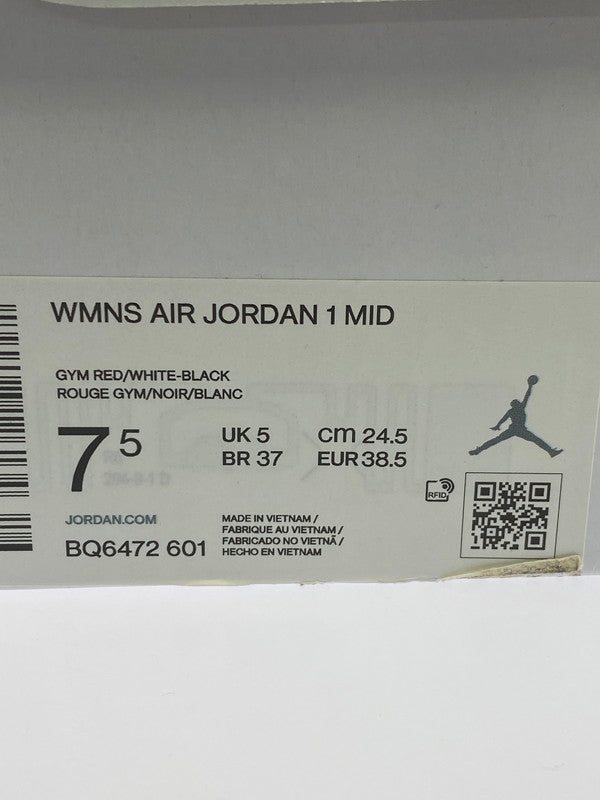 WMNS AIR JORDAN 1 MID
GYM RED/WHITE-BLACK
ROUGE GYM/NOIR/BLANC
7 5
UK 5 cm 24.5
BR 37 EUR 38.5
RFID
JORDAN.COM
BQ6472 601
MADE IN VIETNAM /
FABRIQUE AU VIETNAM /
FABRICADO NO VIETNÃ /
HECHO EN VIETNAM